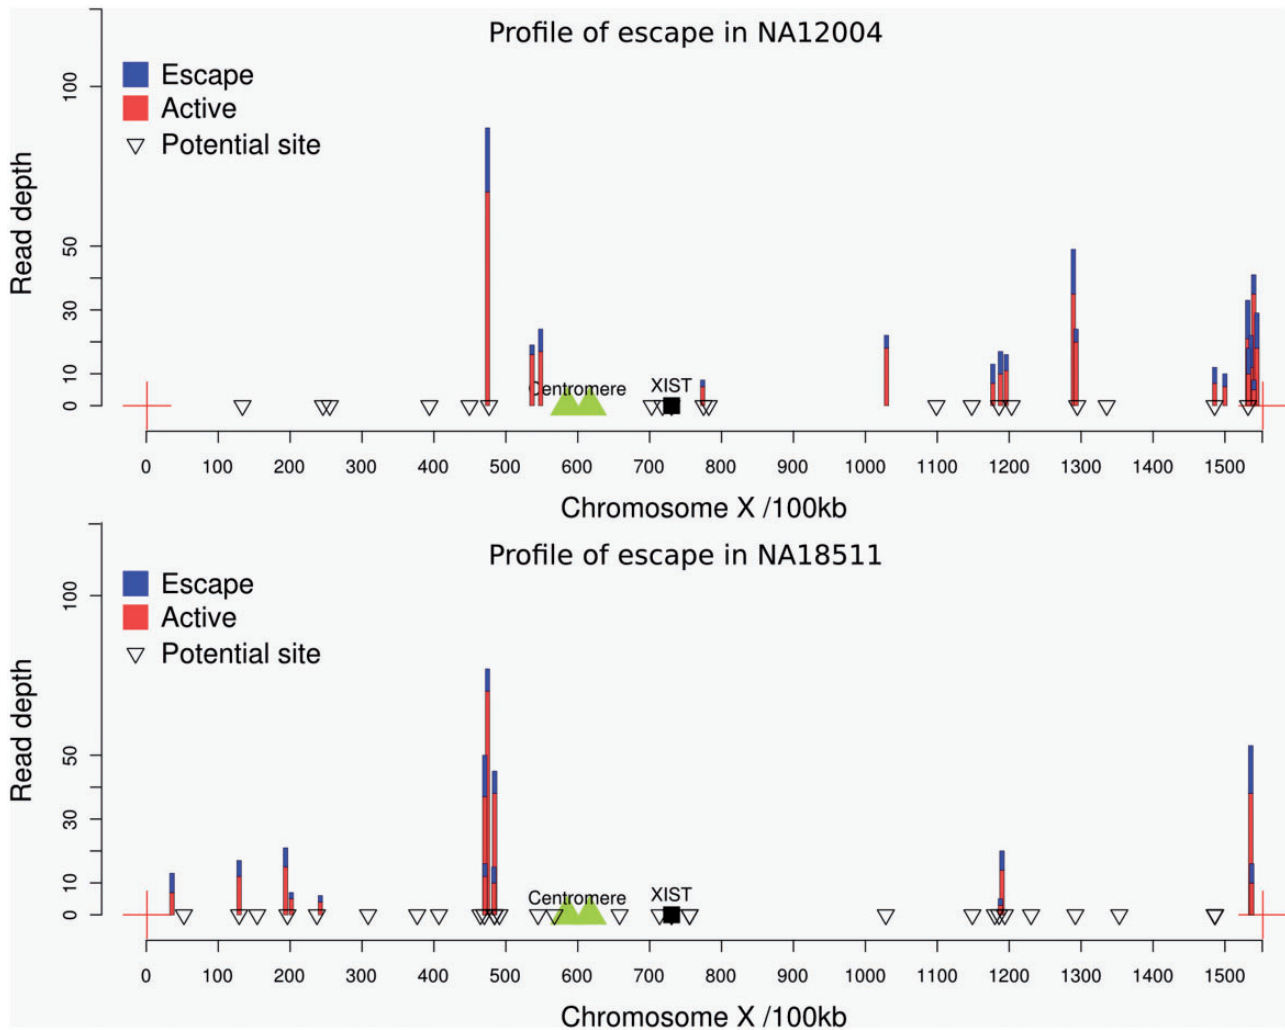 Profile of escape in NA12004
Escape
Active
Potential site
Read depth
100
50
30
10
0
Centromere
XIST
0 100 200 300 400 500 600 700 800 900 1000 1100 1200 1300 1400 1500
Chromosome X /100kb
Profile of escape in NA18511
Escape
Active
Potential site
Read depth
100
50
30
10
0
Centromere
XIST
0 100 200 300 400 500 600 700 800 900 1000 1100 1200 1300 1400 1500
Chromosome X /100kb